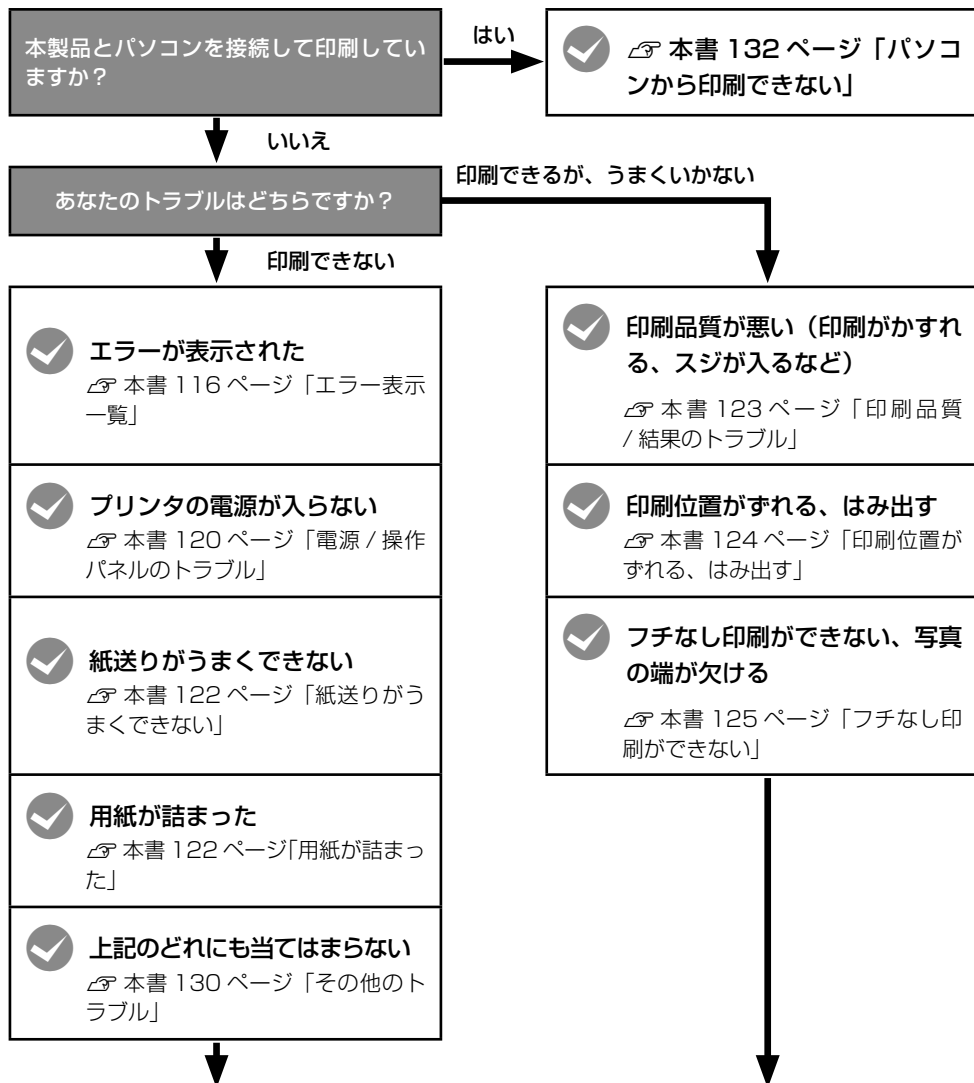 本製品とパソコンを接続して印刷してい
ますか？
はい
☞ 本書 132 ページ「パソコ
ンから印刷できない」
いいえ
あなたのトラブルはどちらですか？
印刷できるが、うまくいかない
印刷できない
エラーが表示された
☞ 本書 116 ページ「エラー表示
一覧」
プリンタの電源が入らない
☞ 本書 120 ページ「電源 / 操作
パネルのトラブル」
紙送りがうまくできない
☞ 本書 122 ページ「紙送りがう
まくできない」
用紙が詰まった
☞ 本書 122 ページ「用紙が詰まっ
た」
上記のどれにも当てはまらない
☞ 本書 130 ページ「その他のト
ラブル」
印刷品質が悪い（印刷がかすれ
る、スジが入るなど）
☞ 本書 123 ページ「印刷品質
/ 結果のトラブル」
印刷位置がずれる、はみ出す
☞ 本書 124 ページ「印刷位置が
ずれる、はみ出す」
フチなし印刷ができない、写真
の端が欠ける
☞ 本書 125 ページ「フチなし印
刷ができない」